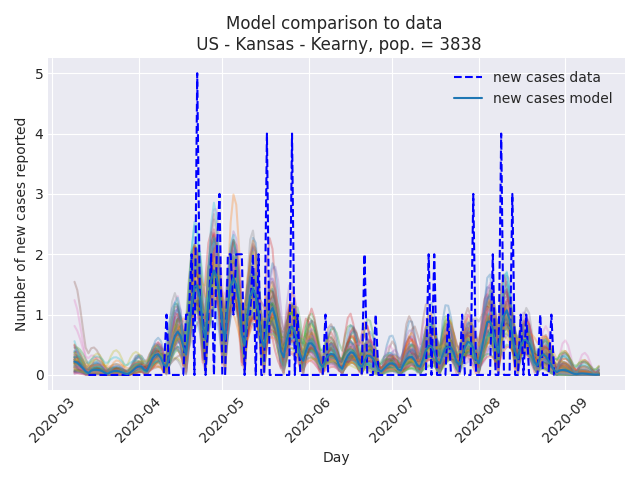 Model comparison to data
US - Kansas - Kearny, pop. = 3838
new cases data
new cases model
Number of new cases reported
5
4
3
2
1
0
2020-03
2020-04
2020-05
2020-06
2020-07
2020-08
2020-09
Day